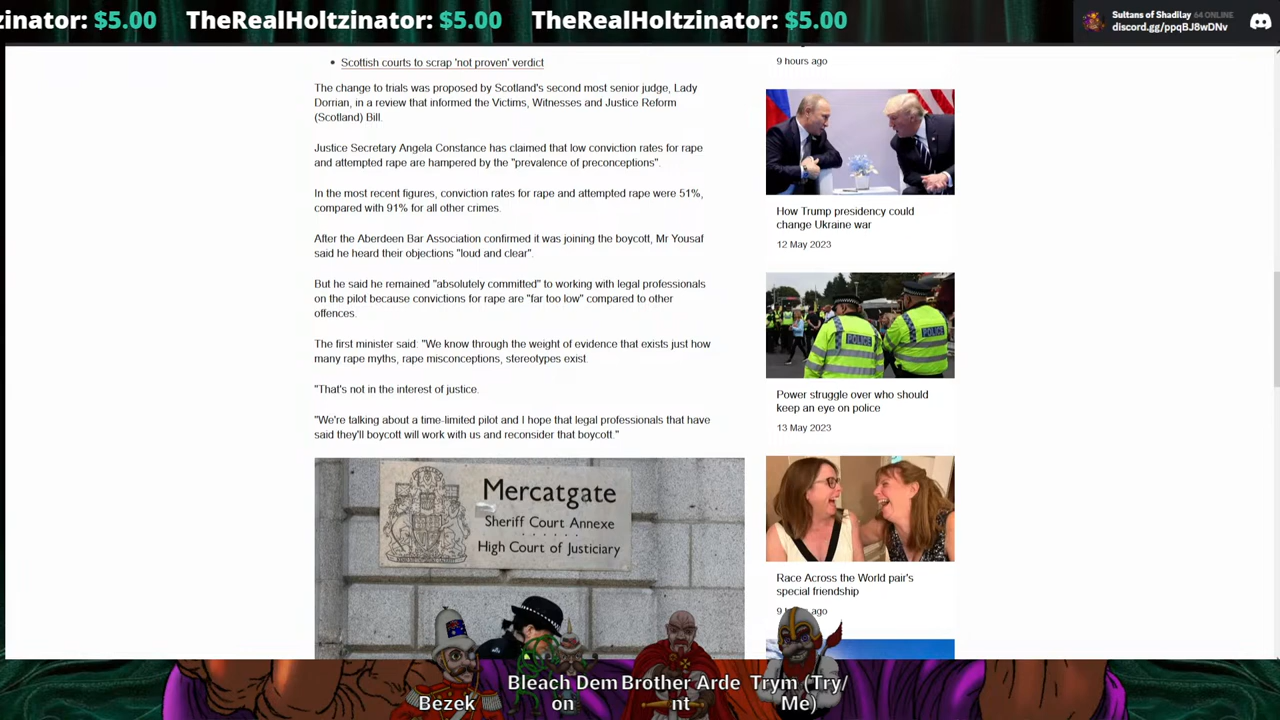 zinator: $5.00 TheRealHoltzinator: $5.00 TheRealHoltzinator: $5.00
Sultans of Shadilay 64 ONLINE
discord.gg/ppqBJ8wDNv
Scottish courts to scrap 'not proven' verdict
The change to trials was proposed by Scotland's second most senior judge, Lady
Dorrian, in a review that informed the Victims, Witnesses and Justice Reform
(Scotland) Bill.
Justice Secretary Angela Constance has claimed that low conviction rates for rape
and attempted rape are hampered by the "prevalence of preconceptions".
In the most recent figures, conviction rates for rape and attempted rape were 51%,
compared with 91% for all other crimes.
After the Aberdeen Bar Association confirmed it was joining the boycott, Mr Yousaf
said he heard their objections "loud and clear".
But he said he remained "absolutely committed" to working with legal professionals
on the pilot because convictions for rape are "far too low" compared to other
offences.
The first minister said: "We know through the weight of evidence that exists just how
many rape myths, rape misconceptions, stereotypes exist.
"That's not in the interest of justice.
"We're talking about a time-limited pilot and I hope that legal professionals that have
said they'll boycott will work with us and reconsider that boycott."
Mercatgate
Sheriff Court Annexe
High Court of Justiciary
9 hours ago
How Trump presidency could
change Ukraine war
12 May 2023
POLICE
POLICE
Power struggle over who should
keep an eye on police
13 May 2023
Race Across the World pair's
special friendship
9 ago
Bezek
Bleach Dem
on
Brother Arde
nt
Trym (Try/
Me)